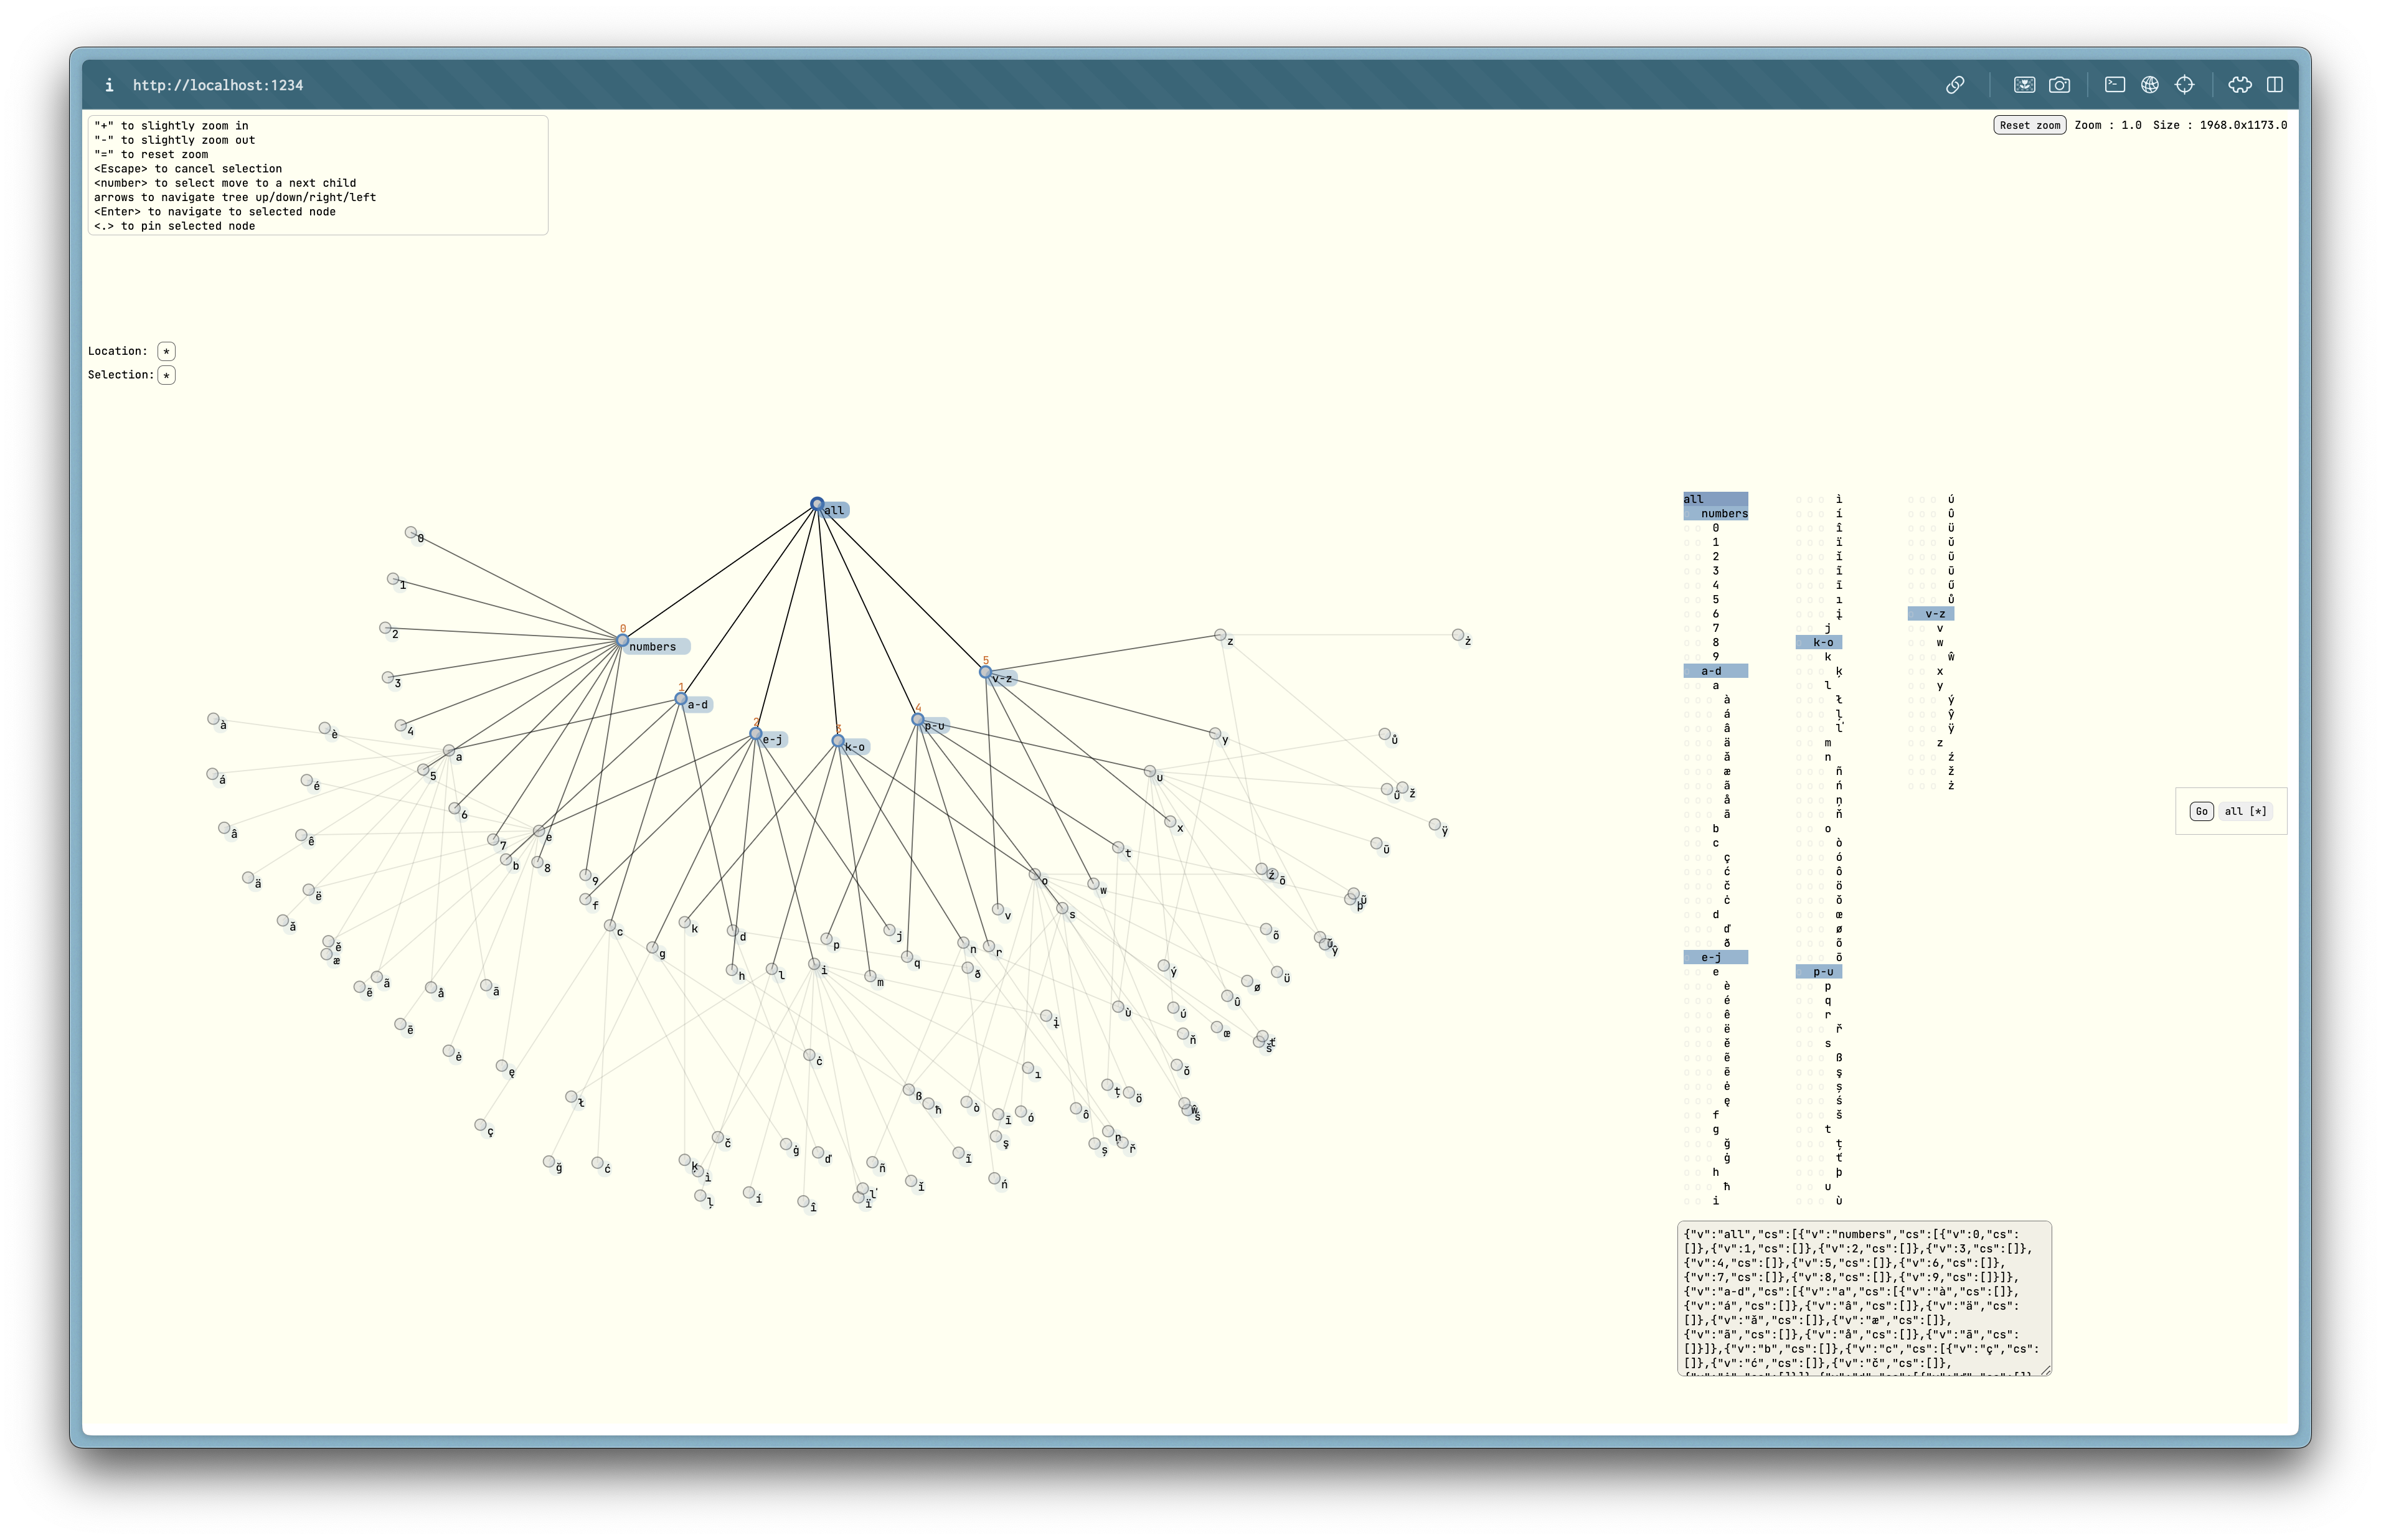 i http://localhost:1234
"+" to slightly zoom in
"-" to slightly zoom out
"=" to reset zoom
<Escape> to cancel selection
<number> to select move to a next child
arrows to navigate tree up/down/right/left
<Enter> to navigate to selected node
<.> to pin selected node
Reset zoom Zoom : 1.0 Size : 1968.0x1173.0
Location: *
Selection: *
all
0
1
2
3
4
0
numbers
1
a-d
2
e-j
3
k-o
4
p-u
5
v-z
z
ż
à
è
a
5
á
é
6
â
ê
e
7
b
8
9
f
ä
ë
y
ů
u
x
t
ű
ž
ÿ
o
w
s
v
c
k
d
g
h
l
i
p
j
m
q
n
r
ð
ç
ł
ğ
ć
č
ķ
ì
ļ
í
î
ġ
ď
ċ
ß
ħ
ñ
ľ
ï
ò
ó
ô
ö
ş
ń
ř
ı
į
ù
ú
ý
û
ø
ü
œ
ň
all
numbers
0
1
2
3
4
5
6
7
8
9
a-d
a
à
á
â
ä
ǎ
æ
ã
å
ā
b
c
ç
ć
č
ċ
d
ď
ð
e-j
e
è
é
ê
ë
ě
ẽ
ē
ė
ę
f
g
ğ
ġ
h
ħ
i
ì
í
î
ï
ǐ
ĩ
ī
ı
į
j
k-o
k
ķ
l
ł
ļ
ľ
m
n
ñ
ń
ņ
ň
o
ò
ó
ô
ö
ǒ
œ
ø
õ
ō
p-u
p
q
r
ř
s
ß
ş
ș
ś
š
t
ț
ť
þ
u
ù
ú
û
ü
ǔ
ũ
ū
ű
ů
v-z
v
w
ŵ
x
y
ý
ŷ
ÿ
z
ź
ž
ż
Go all [*]
{"v":"all","cs":[{"v":"numbers","cs":[{"v":0,"cs":
[]},{"v":1,"cs":[]},{"v":2,"cs":[]},{"v":3,"cs":[]},
{"v":4,"cs":[]},{"v":5,"cs":[]},{"v":6,"cs":[]},
{"v":7,"cs":[]},{"v":8,"cs":[]},{"v":9,"cs":[]}]},
{"v":"a-d","cs":[{"v":"a","cs":[{"v":"à","cs":[]},
{"v":"á","cs":[]},{"v":"â","cs":[]},{"v":"ä","cs":
[]},{"v":"ǎ","cs":[]},{"v":"æ","cs":[]},
{"v":"ã","cs":[]},{"v":"å","cs":[]},{"v":"ā","cs":
[]}]},{"v":"b","cs":[]},{"v":"c","cs":[{"v":"ç","cs":
[]},{"v":"ć","cs":[]},{"v":"č","cs":[]},